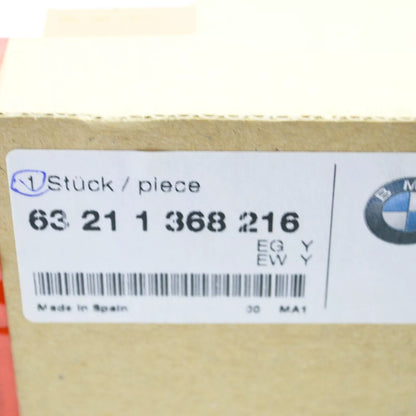 1 Stück / piece
63 21 1 368 216
EG Y
EW Y
Made in Spain 30 MA1
B M